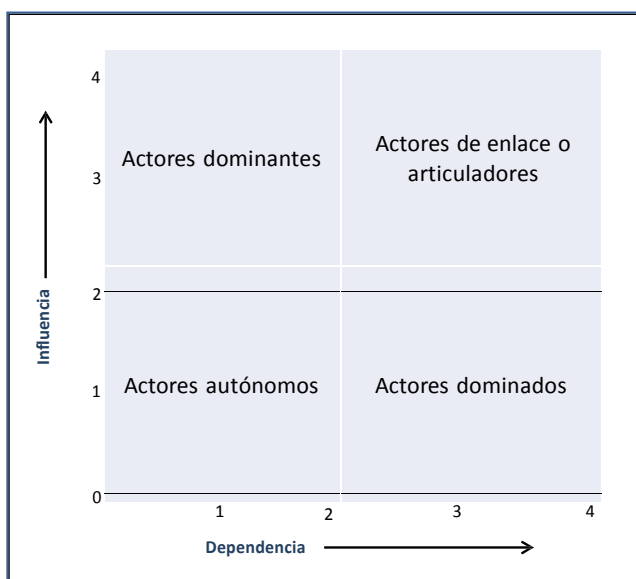 4
Actores dominantes
Actores de enlace o
articuladores
3
Influencia
2
Actores autónomos
Actores dominados
1
0
1
2
3
4
Dependencia